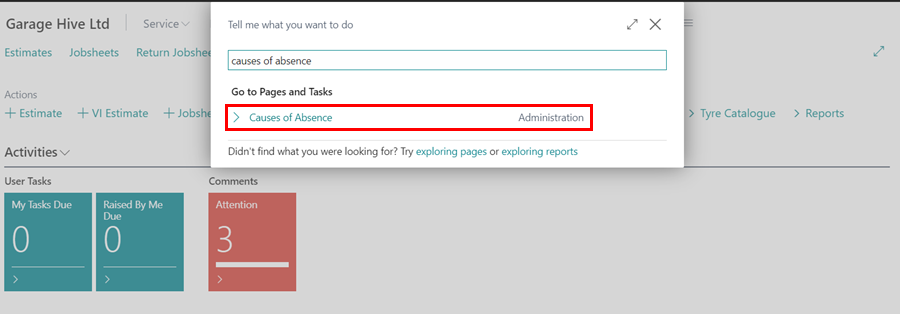 Garage Hive Ltd
Service
Tell me what you want to do
Estimates
Jobsheets
Return Jobshe
causes of absence
Go to Pages and Tasks
Causes of Absence
Administration
Didn't find what you were looking for? Try exploring pages or exploring reports
Actions
+ Estimate
+ VI Estimate
+ Jobshe
> Tyre Catalogue
> Reports
Activities
User Tasks
Comments
My Tasks Due
0
Raised By Me Due
0
Attention
3